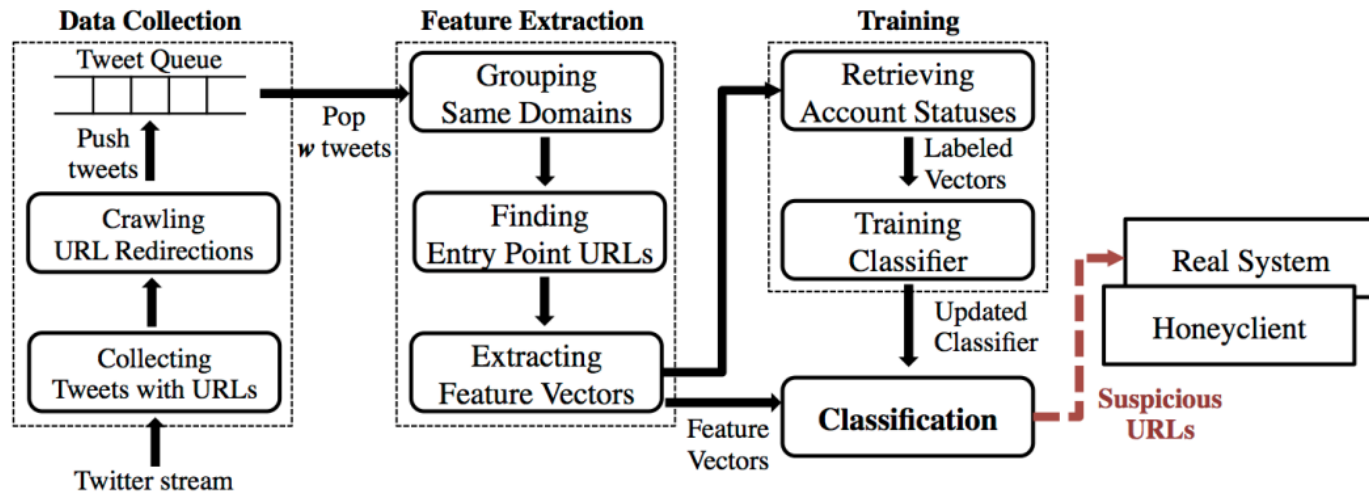 Data Collection
Tweet Queue
Push
tweets
Crawling
URL Redirections
Collecting
Tweets with URLs
Twitter stream
Pop
w tweets
Feature Extraction
Grouping
Same Domains
Finding
Entry Point URLs
Extracting
Feature Vectors
Feature
Vectors
Training
Retrieving
Account Statuses
Labeled
Vectors
Training
Classifier
Updated
Classifier
Classification
Suspicious
URLs
Real System
Honeyclient